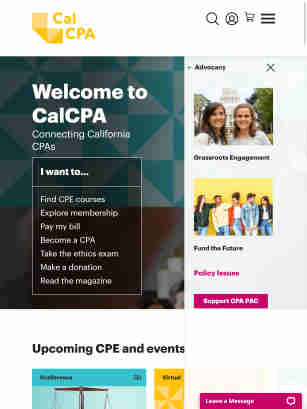 Cal
CPA
← Advocacy
Welcome to
CalCPA
Connecting California
CPAs
I want to...
Find CPE courses
Explore membership
Pay my bill
Become a CPA
Take the ethics exam
Make a donation
Read the magazine
Grassroots Engagement
Fund the Future
Policy Issues
Support CPA PAC
Upcoming CPE and events
Conference
Virtual
Leave a Message